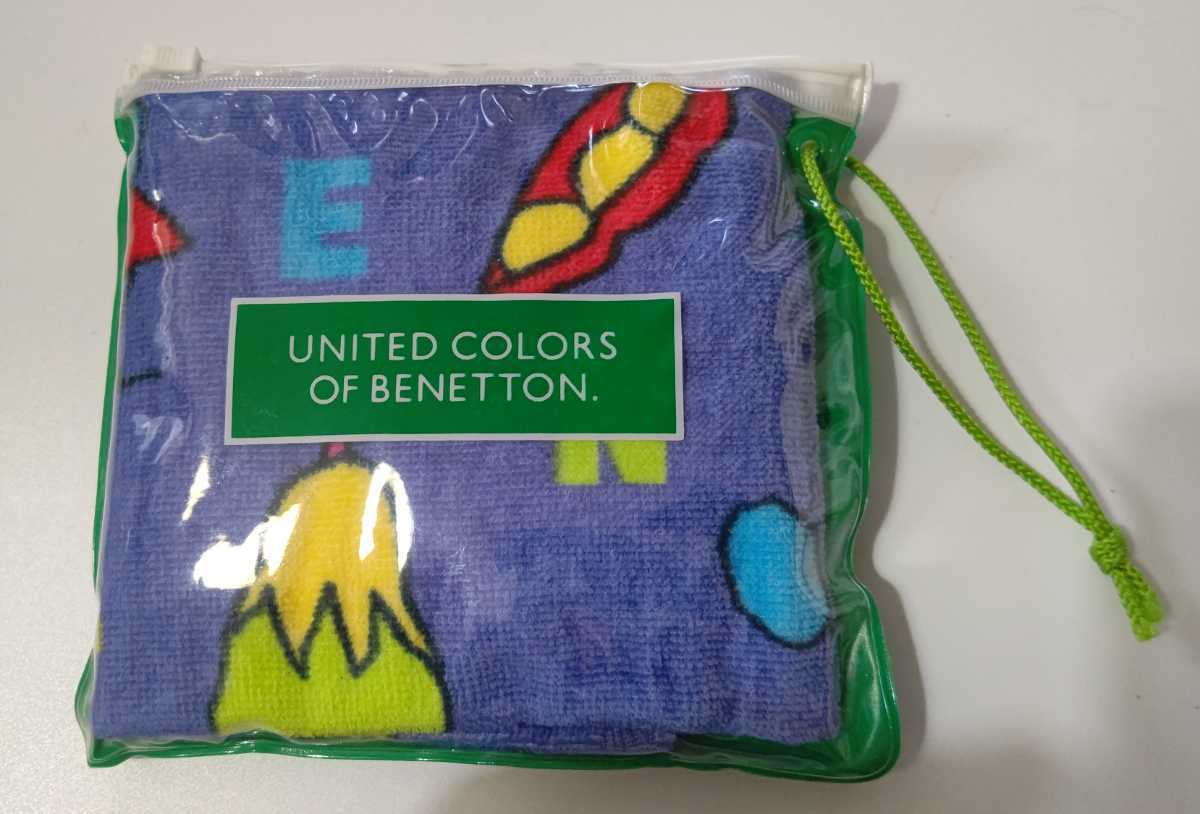 E
UNITED COLORS
OF BENETTON.
N